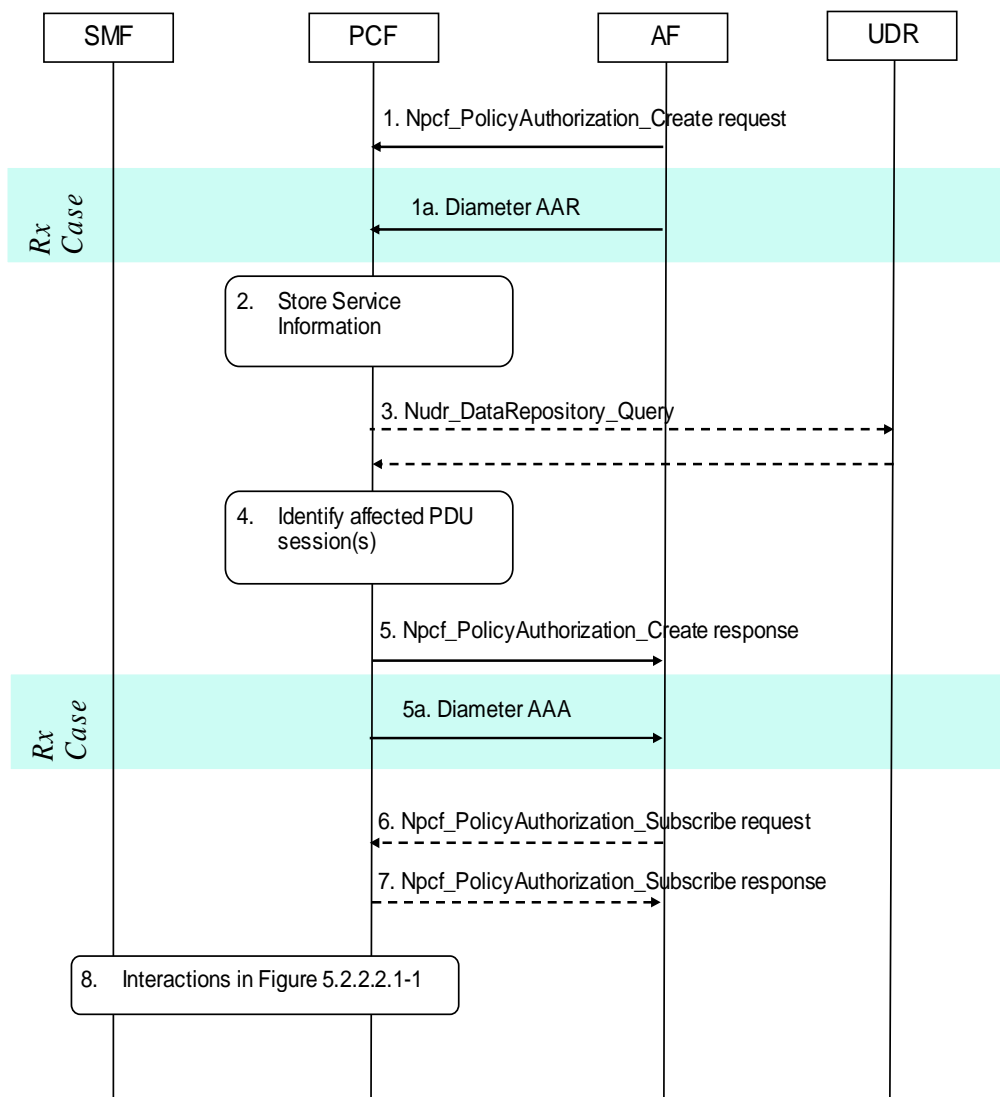 SMF
PCF
AF
UDR
1. Npcf_PolicyAuthorization_Create request
Rx
Case
1a. Diameter AAR
2. Store Service
Information
3. Nudr_DataRepository_Query
4. Identify affected PDU
session(s)
5. Npcf_PolicyAuthorization_Create response
Rx
Case
5a. Diameter AAA
6. Npcf_PolicyAuthorization_Subscribe request
7. Npcf_PolicyAuthorization_Subscribe response
8. Interactions in Figure 5.2.2.2.1-1